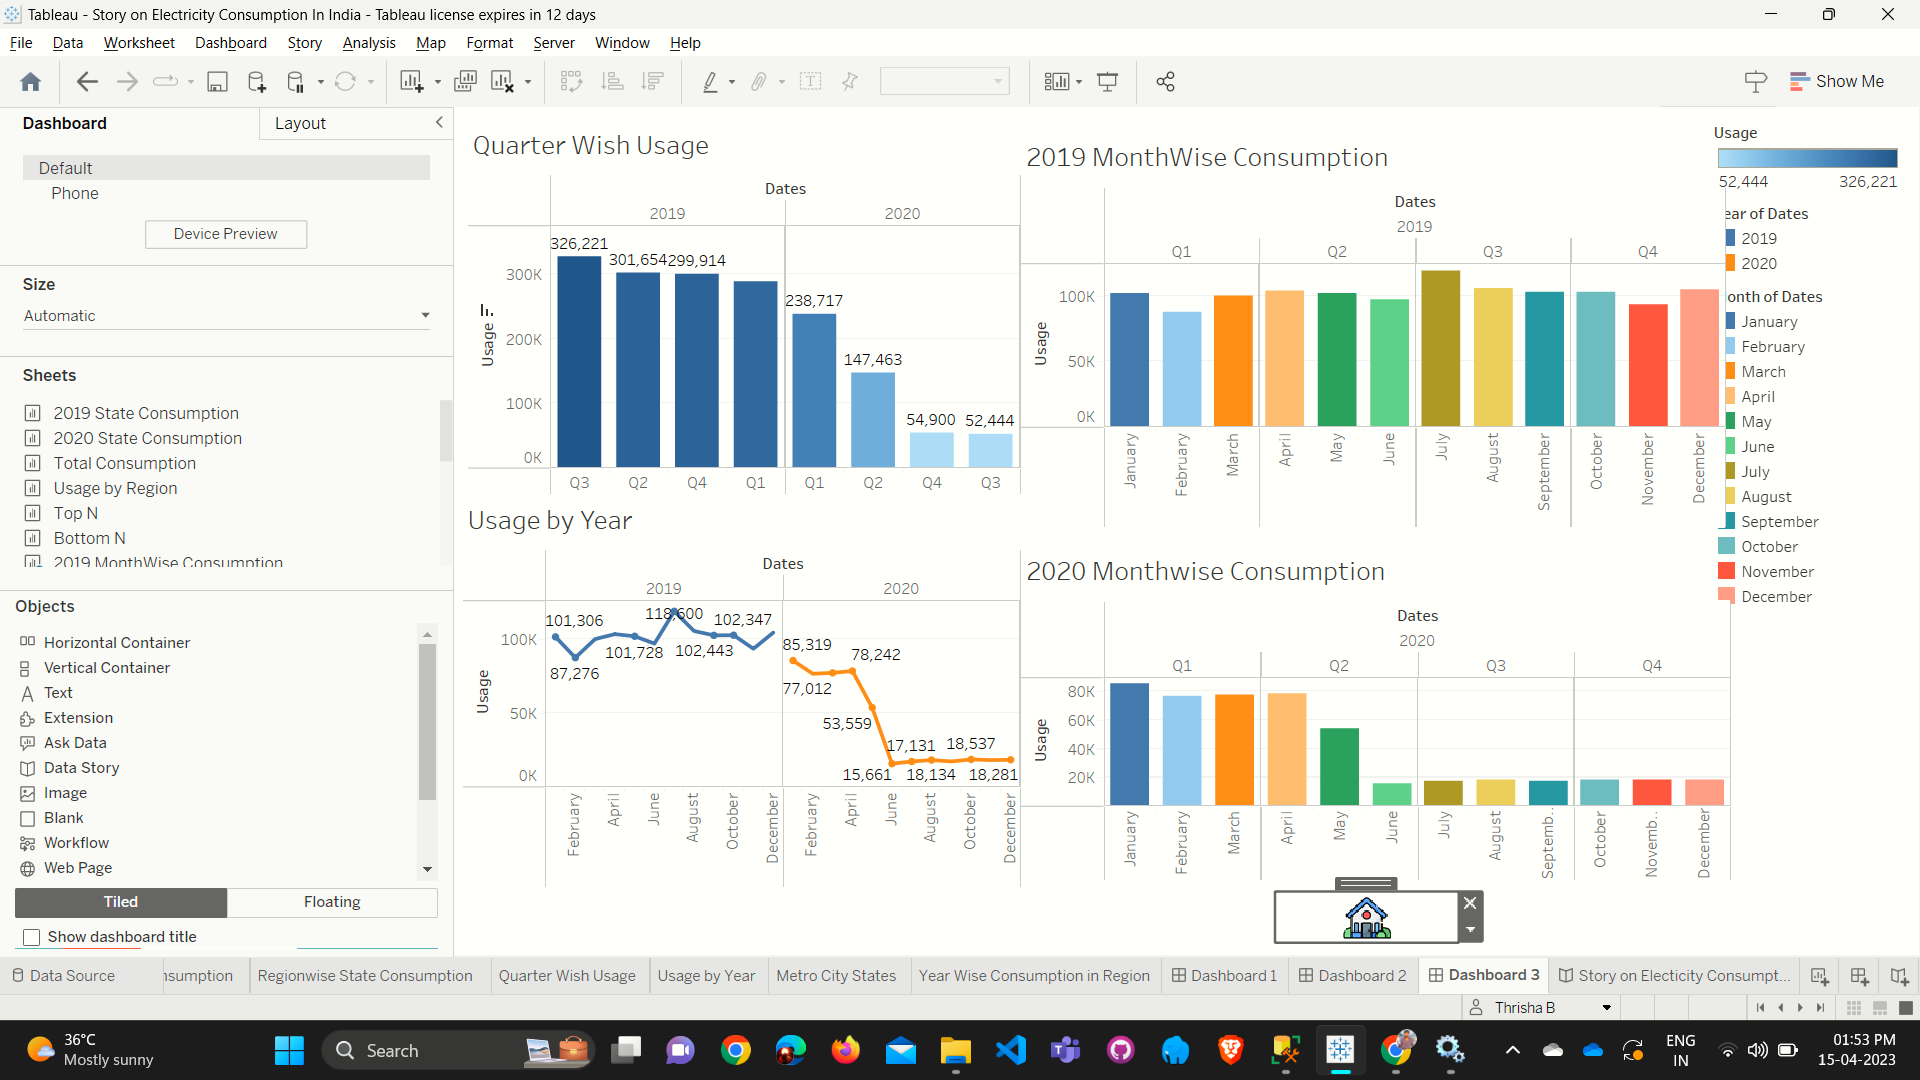 Tableau - Story on Electricity Consumption In India - Tableau license expires in 12 days
File Data Worksheet Dashboard Story Analysis Map Format Server Window Help
Show Me
Dashboard
Layout
Default
Phone
Device Preview
Size
Automatic
Sheets
2019 State Consumption
2020 State Consumption
Total Consumption
Usage by Region
Top N
Bottom N
2019 MonthWise Consumption
Objects
Horizontal Container
Vertical Container
Text
Extension
Ask Data
Data Story
Image
Blank
Workflow
Web Page
Tiled
Floating
Show dashboard title
Quarter Wish Usage
Dates
2019
2020
326,221
301,654
299,914
238,717
147,463
54,900
52,444
300K
200K
100K
0K
Usage
Q3 Q2 Q4 Q1 Q1 Q2 Q4 Q3
2019 MonthWise Consumption
Dates
2019
Q1 Q2 Q3 Q4
100K
50K
0K
Usage
January
February
March
April
May
June
July
August
September
October
November
December
Usage by Year
Dates
2019
2020
101,306
87,276
101,728
118,600
102,443
102,347
85,319
77,012
78,242
53,559
15,661
17,131
18,134
18,537
18,281
100K
50K
0K
Usage
February
April
June
August
October
December
February
April
June
August
October
December
2020 Monthwise Consumption
Dates
2020
Q1 Q2 Q3 Q4
80K
60K
40K
20K
Usage
January
February
March
April
May
June
July
August
Septemb..
October
Novemb..
December
Usage
52,444 326,221
ear of Dates
2019
2020
onth of Dates
January
February
March
April
May
June
July
August
September
October
November
December
Data Source
nsumption
Regionwise State Consumption
Quarter Wish Usage
Usage by Year
Metro City States
Year Wise Consumption in Region
Dashboard 1
Dashboard 2
Dashboard 3
Story on Electicity Consumpt...
Thrisha B
36°C
Mostly sunny
Search
ENG
IN
01:53 PM
15-04-2023